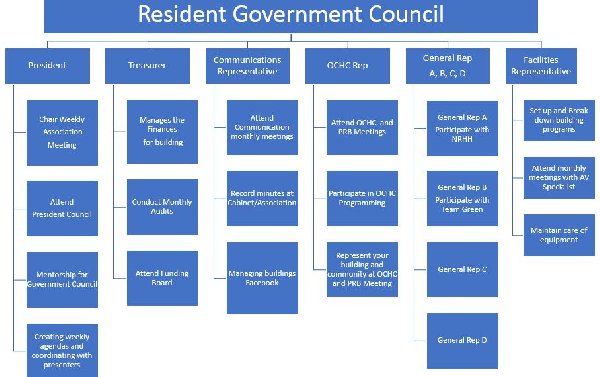 Resident Government Council
President
Treasurer
Communications
Representative
OCHC Rep
General Rep
A, B, C, D
Facilities
Representative
Chair Weekly
Association
Meeting
Attend
President Council
Mentorship for
Government Council
Creating weekly
agendas and
coordinating with
presenters
Manages the
Finances
for building
Conduct Monthly
Audits
Attend Funding
Board
Attend
Communication
monthly meetings
Record minutes at
Cabinet/Association
Managing buildings
Facebook
Attend OCHC and
PRB Meetings
Participate in OCHC
Programming
Represent your
building and
community at OCHC
and PRB Meeting
General Rep A
Participate with
NRHH
General Rep B
Participate with
Team Green
General Rep C
General Rep D
Set up and Break
down building
programs
Attend monthly
meetings with AV
Specialist
Maintain care of
equipment